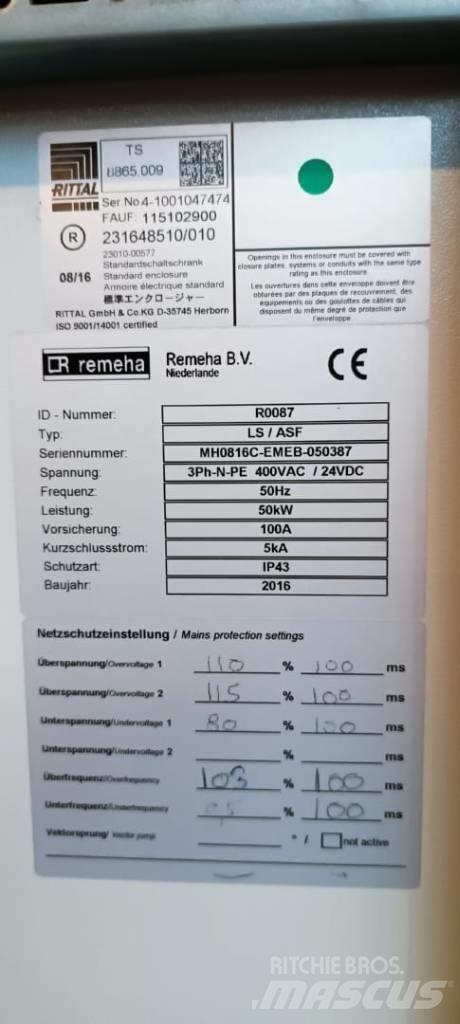 TS
8865.009
RITTAL
Ser.No 4-1001047474
FAUF: 115102900
R 231648510/010
23010-00577
Standardschaltschrank
08/16 Standard enclosure
Armoire électrique standard
標準エンクロージャー
RITTAL GmbH & Co.KG D-35745 Herborn
ISO 9001/14001 certified
Openings in this enclosure must be covered with
closure plates, systems or conduits with the same type
rating as this enclosure
Les ouvertures dans cette enveloppe doivent être
obturées par des plaques de recouvrement, des
équipements ou des goulottes de câbles qui
disposent du même degré de protection que
l'enveloppe
remeha Remeha B.V. CE
Niederlande
ID - Nummer: R0087
Typ: LS / ASF
Seriennummer: MH0816C-EMEB-050387
Spannung: 3Ph-N-PE 400VAC / 24VDC
Frequenz: 50Hz
Leistung: 50kW
Vorsicherung: 100A
Kurzschlussstrom: 5kA
Schutzart: IP43
Baujahr: 2016
Netzschutzeinstellung / Mains protection settings
Überspannung/Overvoltage 1 110 % 100 ms
Überspannung/Overvoltage 2 115 % 100 ms
Unterspannung/Undervoltage 1 80 % 100 ms
Unterspannung/Undervoltage 2 % ms
Überfrequenz/Overfrequency 103 % 100 ms
Unterfrequenz/Underfrequency % 100 ms
Vektorsprung/ Vector jump ° / not active
RITCHIE BROS.
MASCUS